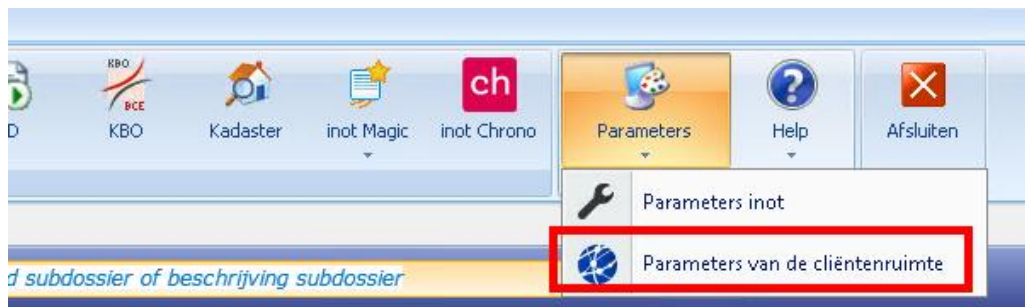 KBO
BCE
ch
D
KBO
Kadaster
inot Magic
inot Chrono
Parameters
Help
Afsluiten
Parameters inot
Parameters van de cliëntenruimte
d subdossier of beschrijving subdossier